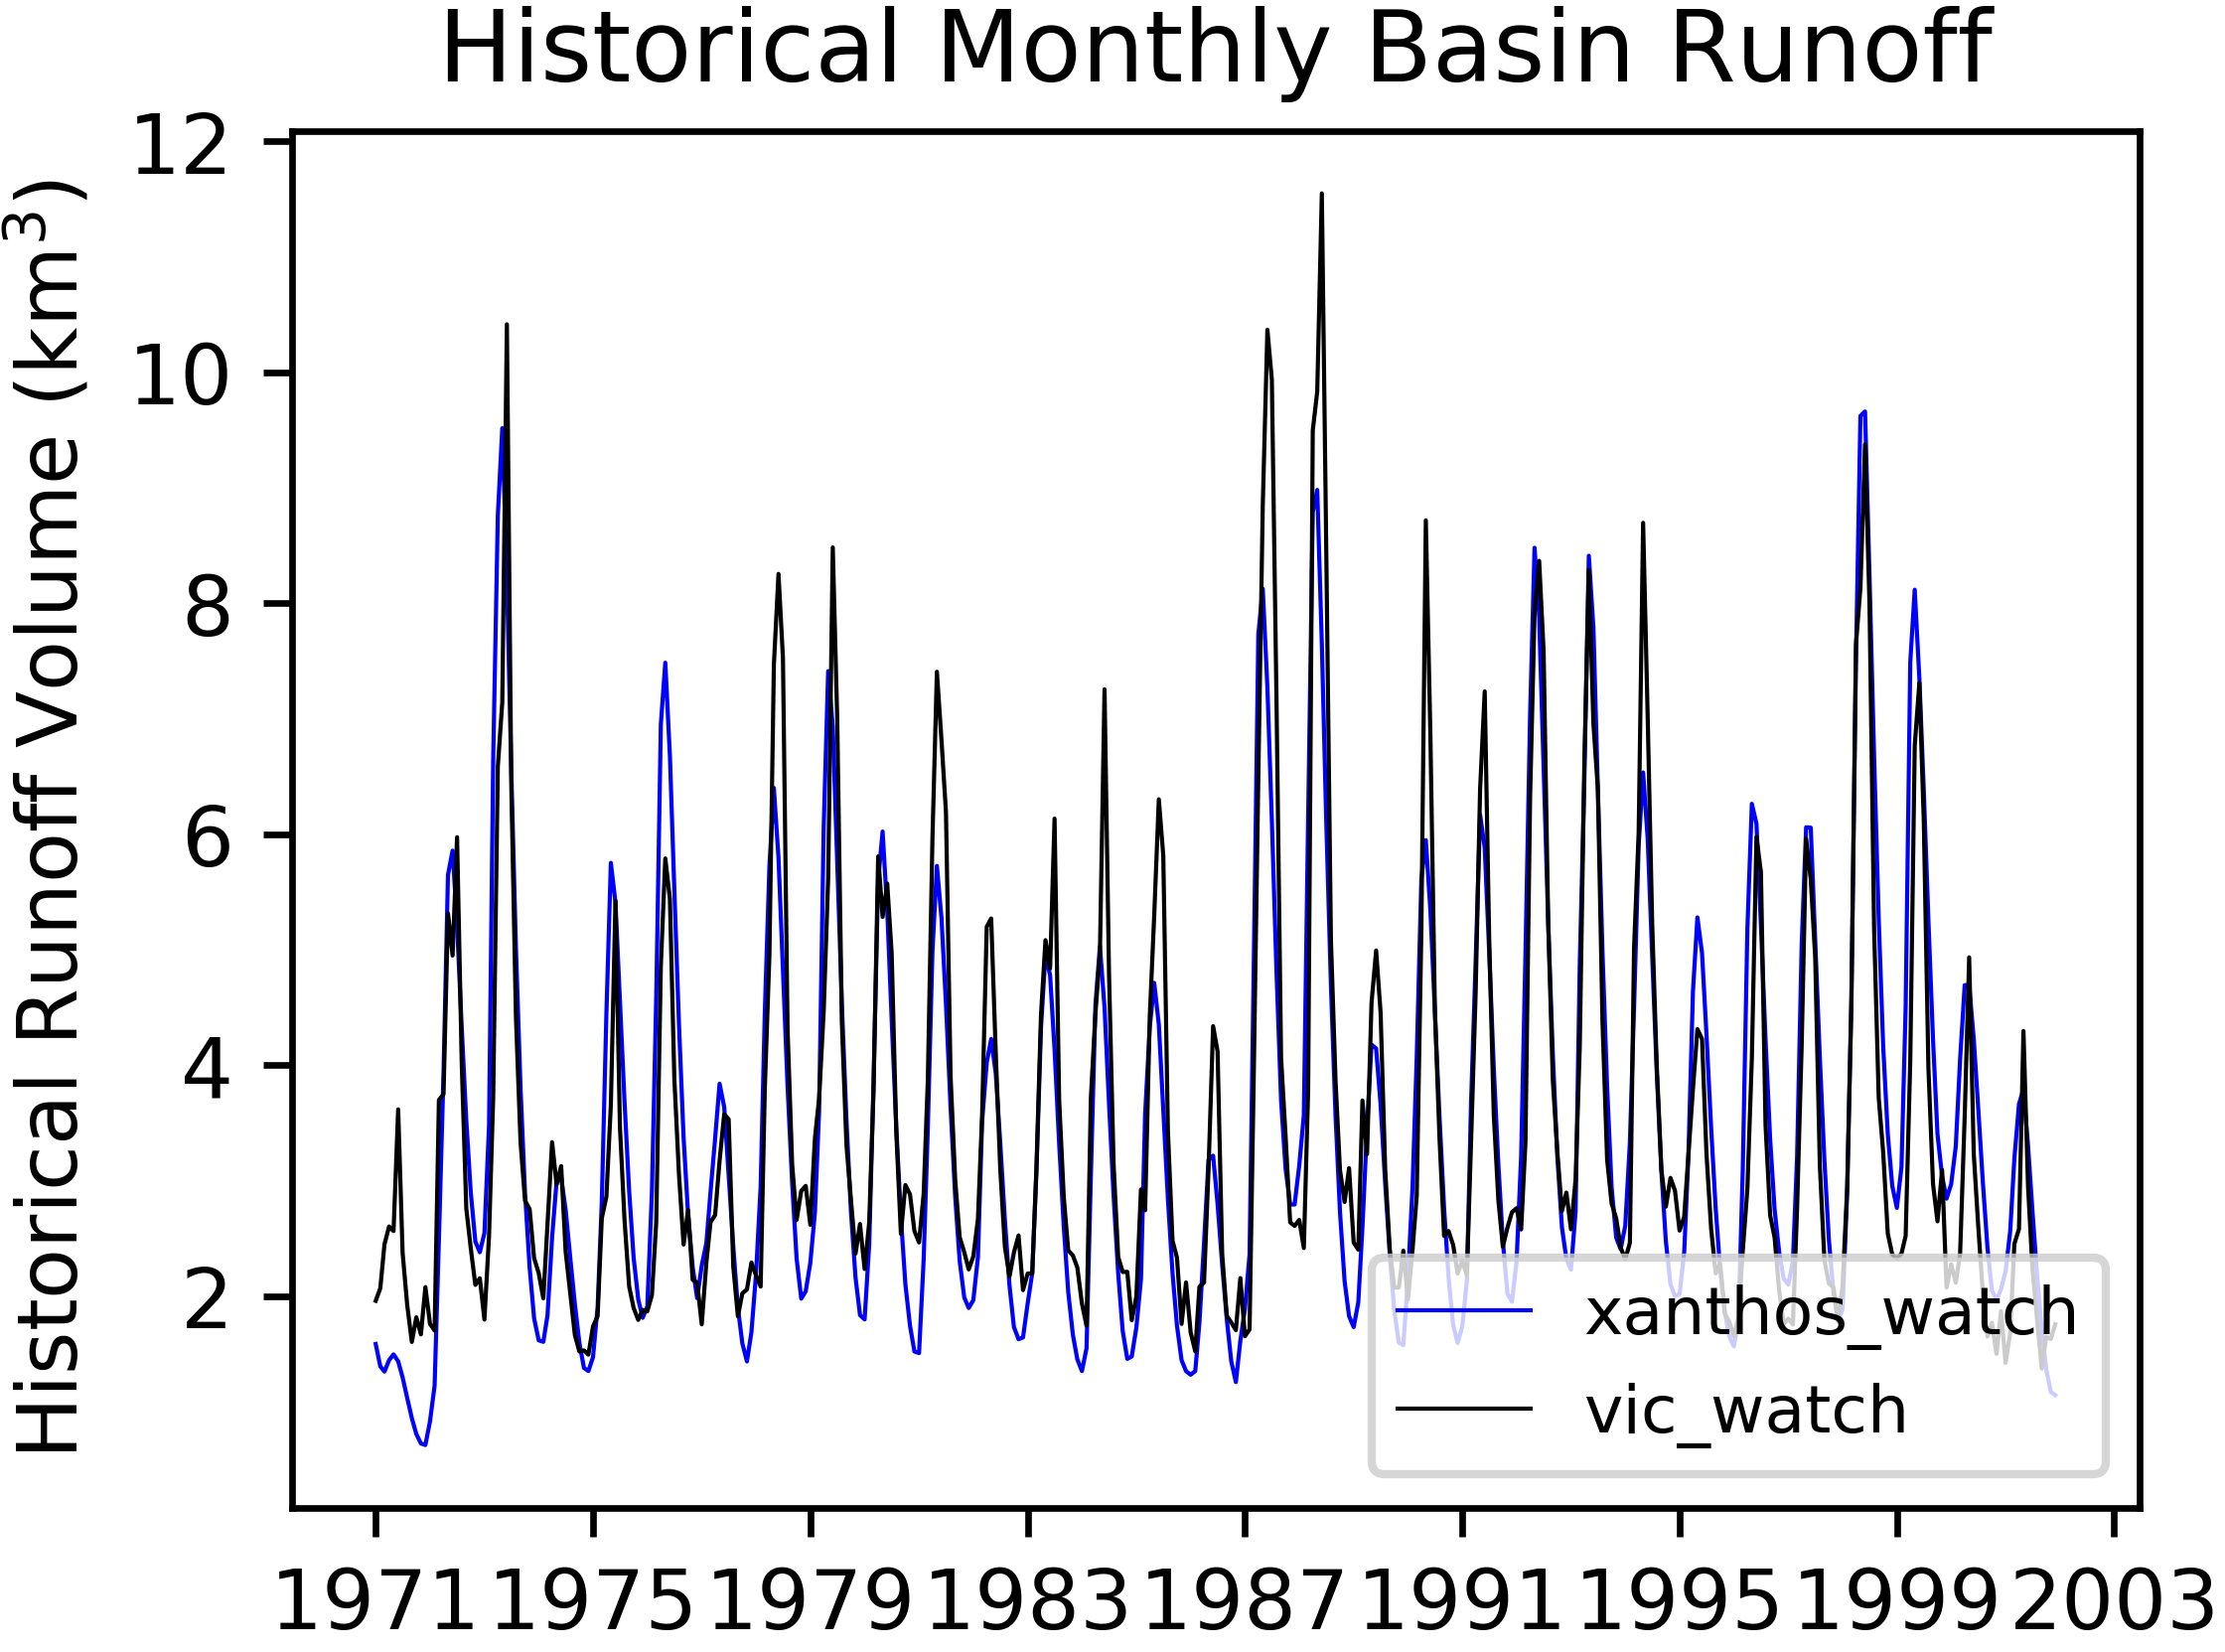 Historical Monthly Basin Runoff
Historical Runoff Volume (km³)
12
10
8
6
4
2
xanthos_watch
vic_watch
1971 1975 1979 1983 1987 1991 1995 1999 2003